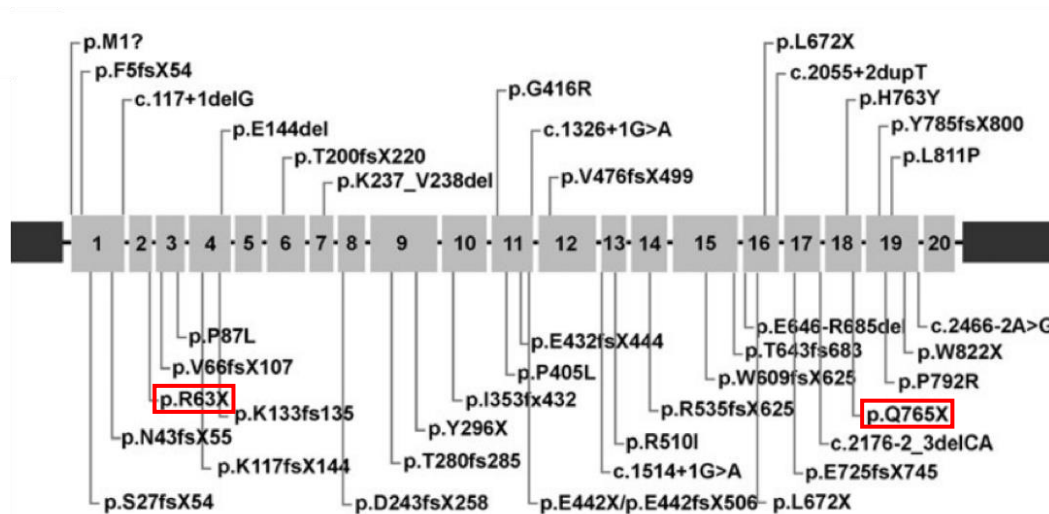 p.M1?
p.L672X
p.F5fsX54
c.2055+2dupT
p.G416R
c.117+1delG
p.H763Y
p.E144del
c.1326+1G>A
p.Y785fsX800
p.T200fsX220
p.L811P
p.K237_V238del
p.V476fsX499
1 2 3 4 5 6 7 8 9 10 11 12 13 14 15 16 17 18 19 20
p.P87L
p.E432fsX444
p.E646-R685del
c.2466-2A>G
p.V66fsX107
p.P405L
p.T643fs683
p.W822X
p.R63X
p.I353fx432
p.W609fsX625
p.P792R
p.K133fs135
p.R535fsX625
p.Q765X
p.N43fsX55
p.Y296X
p.R510I
c.2176-2_3delCA
p.K117fsX144
p.T280fs285
c.1514+1G>A
p.E725fsX745
p.S27fsX54
p.D243fsX258
p.E442X/p.E442fsX506
p.L672X